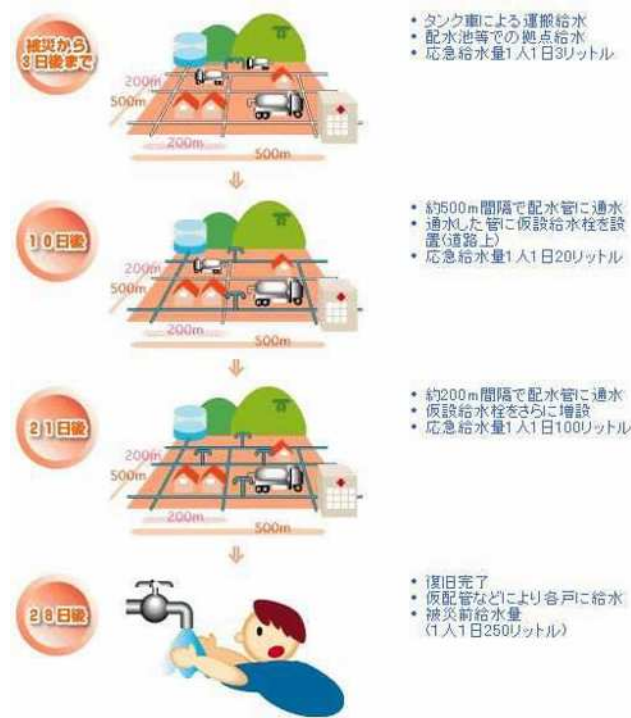 被災から
3日後まで
• タンク車による運搬給水
• 配水池等での拠点給水
• 応急給水量1人1日3リットル
200m
500m
200m
500m
10日後
• 約500m間隔で配水管に通水
• 通水した管に仮設給水栓を設
置(道路上)
• 応急給水量1人1日20リットル
200m
500m
200m
500m
21日後
• 約200m間隔で配水管に通水
• 仮設給水栓をさらに増設
• 応急給水量1人1日100リットル
200m
500m
200m
500m
28日後
• 復旧完了
• 仮配管などにより各戸に給水
• 被災前給水量
(1人1日250リットル)